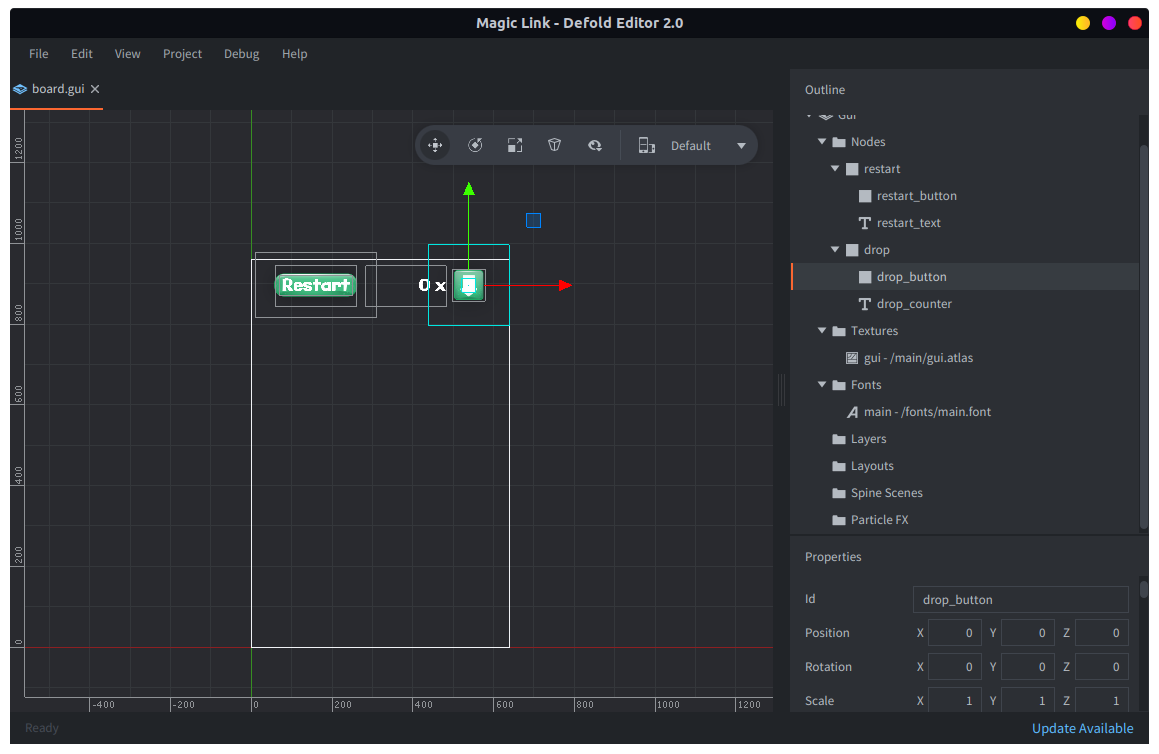 Magic Link - Defold Editor 2.0
File Edit View Project Debug Help
board.gui
Default
1200
1000
800
600
400
200
0
Restart
0 x
-400 -200 0 200 400 600 800 1000 1200
Outline
Gui
Nodes
restart
restart_button
restart_text
drop
drop_button
drop_counter
Textures
gui - /main/gui.atlas
Fonts
main - /fonts/main.font
Layers
Layouts
Spine Scenes
Particle FX
Properties
Id drop_button
Position X 0 Y 0 Z 0
Rotation X 0 Y 0 Z 0
Scale X 1 Y 1 Z 1
Ready
Update Available